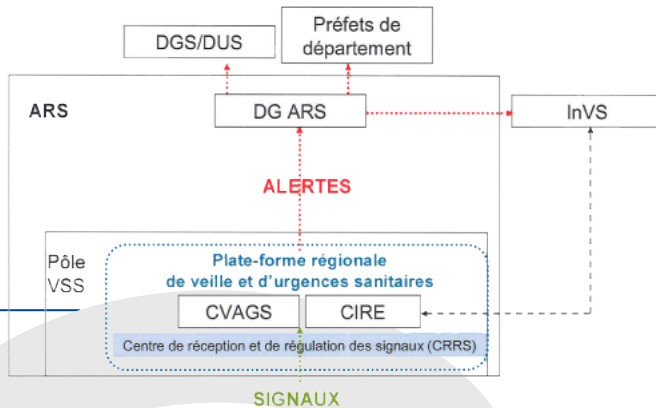 DGS/DUS
Préfets de
département
ARS
DG ARS
InVS
ALERTES
Pôle
VSS
Plate-forme régionale
de veille et d'urgences sanitaires
CVAGS
CIRE
Centre de réception et de régulation des signaux (CRRS)
SIGNAUX